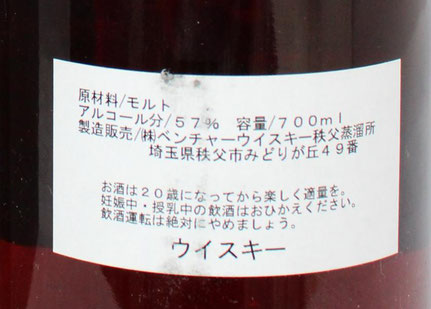 原材料/モルト
アルコール分/57% 容量/700ml
製造販売/㈱ベンチャーウイスキー秩父蒸溜所
埼玉県秩父市みどりが丘49番
お酒は20歳になってから楽しく適量を。
妊娠中・授乳中の飲酒はおひかえください。
飲酒運転は絶対にやめましょう。
ウイスキー